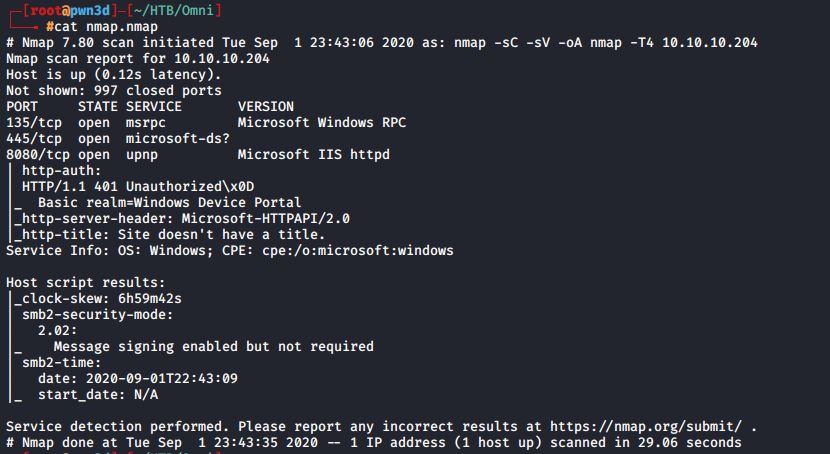 [root@pwn3d]-[~/HTB/Omni]
#cat nmap.nmap
# Nmap 7.80 scan initiated Tue Sep  1 23:43:06 2020 as: nmap -sC -sV -oA nmap -T4 10.10.10.204
Nmap scan report for 10.10.10.204
Host is up (0.12s latency).
Not shown: 997 closed ports
PORT     STATE SERVICE       VERSION
135/tcp  open  msrpc         Microsoft Windows RPC
445/tcp  open  microsoft-ds?
8080/tcp open  upnp          Microsoft IIS httpd
| http-auth:
| HTTP/1.1 401 Unauthorized\x0D
|_  Basic realm=Windows Device Portal
|_http-server-header: Microsoft-HTTPAPI/2.0
|_http-title: Site doesn't have a title.
Service Info: OS: Windows; CPE: cpe:/o:microsoft:windows
Host script results:
|_clock-skew: 6h59m42s
| smb2-security-mode:
|   2.02:
|_    Message signing enabled but not required
| smb2-time:
|   date: 2020-09-01T22:43:09
|_  start_date: N/A
Service detection performed. Please report any incorrect results at https://nmap.org/submit/ .
# Nmap done at Tue Sep  1 23:43:35 2020 -- 1 IP address (1 host up) scanned in 29.06 seconds